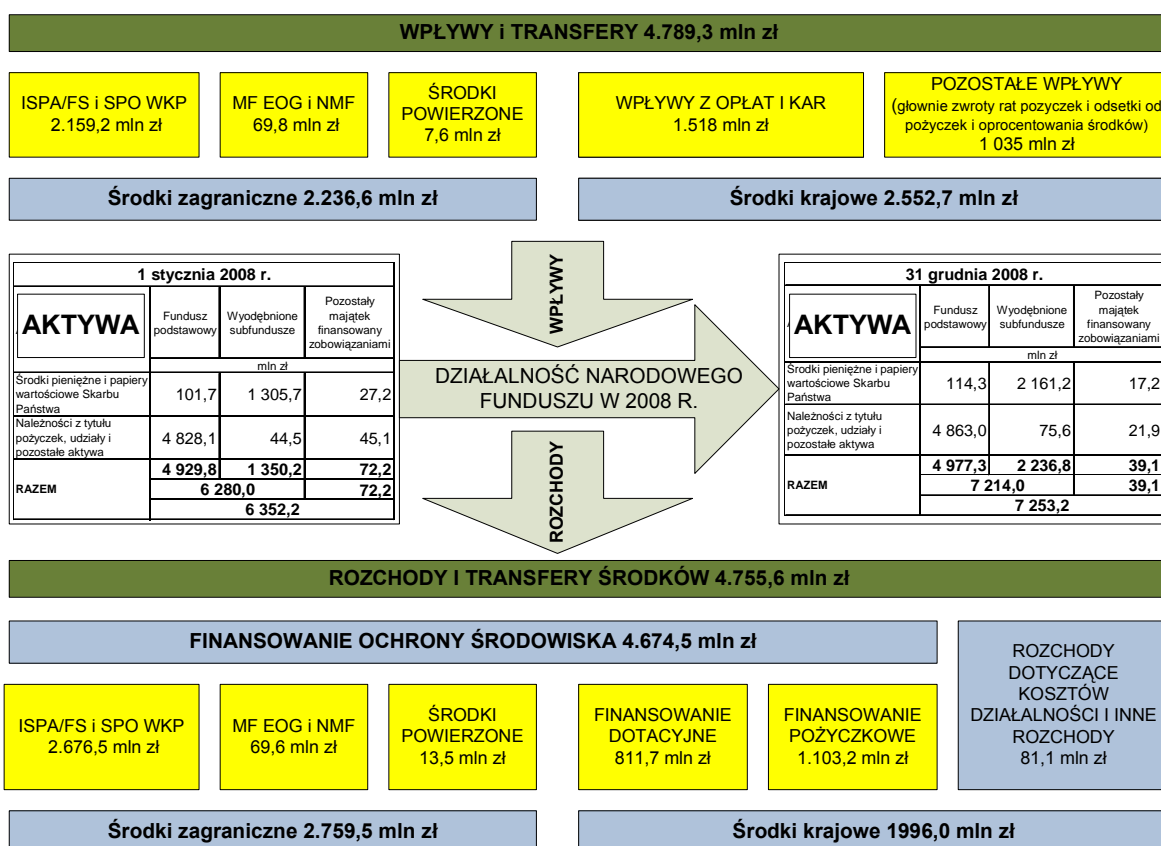 WPŁYWY i TRANSFERY 4.789,3 mln zł
ISPA/FS i SPO WKP
2.159,2 mln zł
MF EOG i NMF
69,8 mln zł
ŚRODKI
POWIERZONE
7,6 mln zł
WPŁYWY Z OPŁAT I KAR
1.518 mln zł
POZOSTAŁE WPŁYWY
(głownie zwroty rat pozyczek i odsetki od
pożyczek i oprocentowania środków)
1 035 mln zł
Środki zagraniczne 2.236,6 mln zł
Środki krajowe 2.552,7 mln zł
1 stycznia 2008 r.
AKTYWA
Fundusz
podstawowy
Wyodębnione
subfundusze
Pozostały
majątek
finansowany
zobowiązaniami
mln zł
Środki pieniężne i papiery
wartościowe Skarbu
Państwa
101,7 1 305,7 27,2
Należności z tytułu
pożyczek, udziały i
pozostałe aktywa
4 828,1 44,5 45,1
4 929,8 1 350,2 72,2
RAZEM
6 280,0 72,2
6 352,2
WPŁYWY
DZIAŁALNOŚĆ NARODOWEGO
FUNDUSZU W 2008 R.
ROZCHODY
31 grudnia 2008 r.
AKTYWA
Fundusz
podstawowy
Wyodębnione
subfundusze
Pozostały
majątek
finansowany
zobowiązaniami
mln zł
Środki pieniężne i papiery
wartościowe Skarbu
Państwa
114,3 2 161,2 17,2
Należności z tytułu
pożyczek, udziały i
pozostałe aktywa
4 863,0 75,6 21,9
4 977,3 2 236,8 39,1
RAZEM
7 214,0 39,1
7 253,2
ROZCHODY I TRANSFERY ŚRODKÓW 4.755,6 mln zł
FINANSOWANIE OCHRONY ŚRODOWISKA 4.674,5 mln zł
ROZCHODY
DOTYCZĄCE
KOSZTÓW
DZIAŁALNOŚCI I INNE
ROZCHODY
81,1 mln zł
ISPA/FS i SPO WKP
2.676,5 mln zł
MF EOG i NMF
69,6 mln zł
ŚRODKI
POWIERZONE
13,5 mln zł
FINANSOWANIE
DOTACYJNE
811,7 mln zł
FINANSOWANIE
POŻYCZKOWE
1.103,2 mln zł
Środki zagraniczne 2.759,5 mln zł
Środki krajowe 1996,0 mln zł